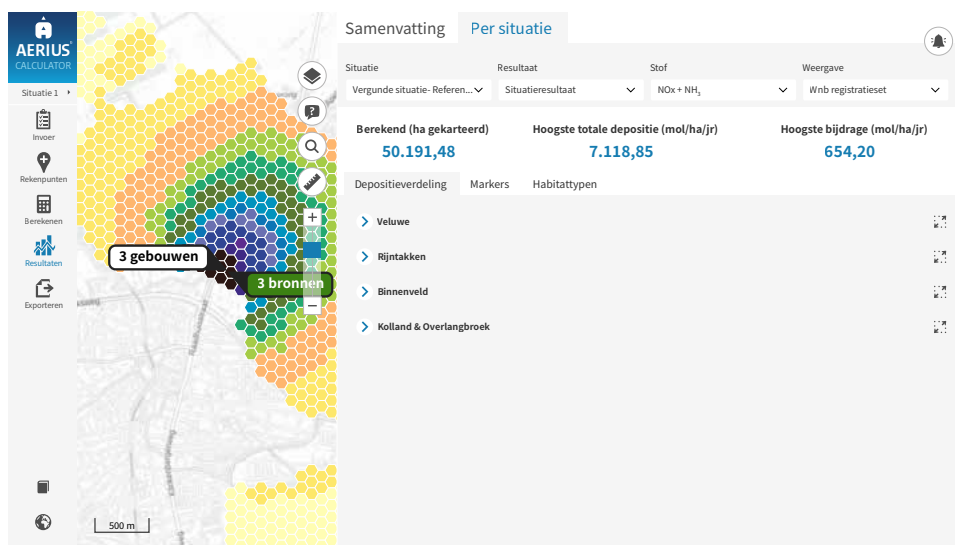 AERIUS®
CALCULATOR
Situatie 1
Invoer
Rekenpunten
Berekenen
Resultaten
Exporteren
3 gebouwen
3 bronnen
+
−
500 m
Samenvatting
Per situatie
Situatie
Resultaat
Stof
Weergave
Vergunde situatie- Referen...
Situatieresultaat
NOx + NH₃
Wnb registratieset
Berekend (ha gekarteerd)
Hoogste totale depositie (mol/ha/jr)
Hoogste bijdrage (mol/ha/jr)
50.191,48
7.118,85
654,20
Depositieverdeling
Markers
Habitattypen
Veluwe
Rijntakken
Binnenveld
Kolland & Overlangbroek